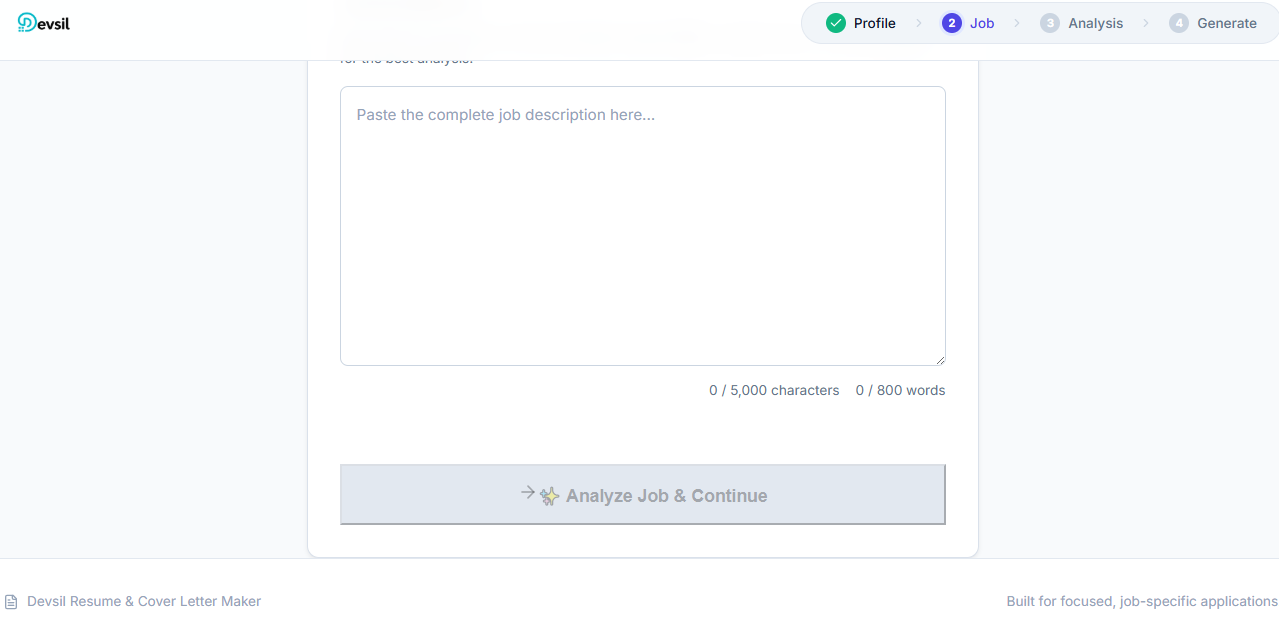 Devsil
Profile
2 Job
3 Analysis
4 Generate
for the best analysis.
Paste the complete job description here...
0 / 5,000 characters 0 / 800 words
→✨ Analyze Job & Continue
Devsil Resume & Cover Letter Maker
Built for focused, job-specific applications